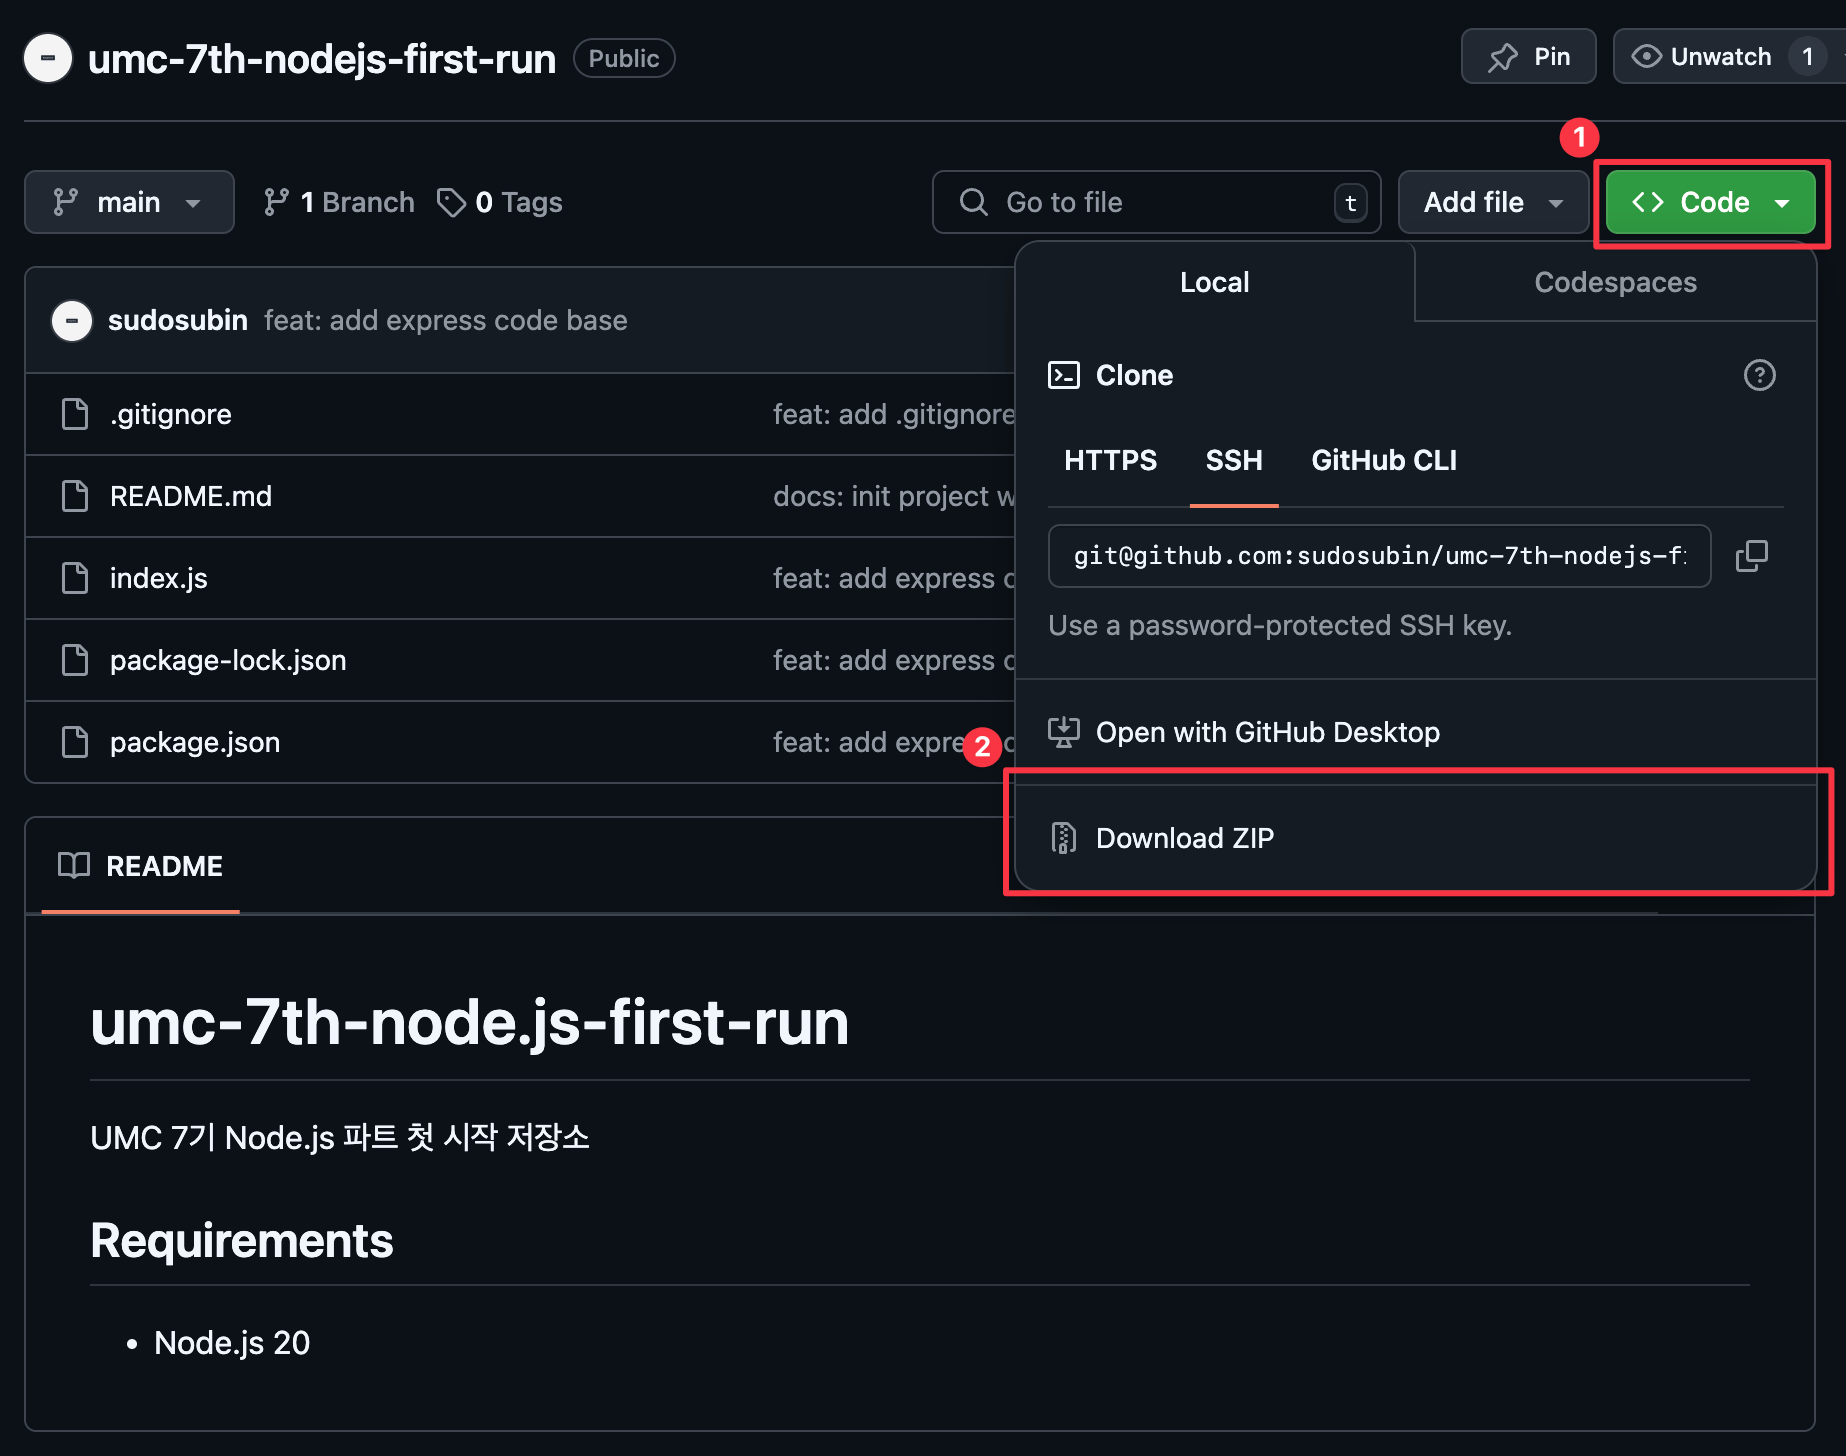 umc-7th-nodejs-first-run Public Pin Unwatch 1
1
main 1 Branch 0 Tags Go to file t Add file Code
Local Codespaces
sudosubin feat: add express code base
Clone
.gitignore feat: add .gitignore
HTTPS SSH GitHub CLI
README.md docs: init project
git@github.com:sudosubin/umc-7th-nodejs-f
index.js feat: add express
Use a password-protected SSH key.
package-lock.json feat: add express
Open with GitHub Desktop
package.json feat: add expre
2
Download ZIP
README
umc-7th-node.js-first-run
UMC 7기 Node.js 파트 첫 시작 저장소
Requirements
• Node.js 20